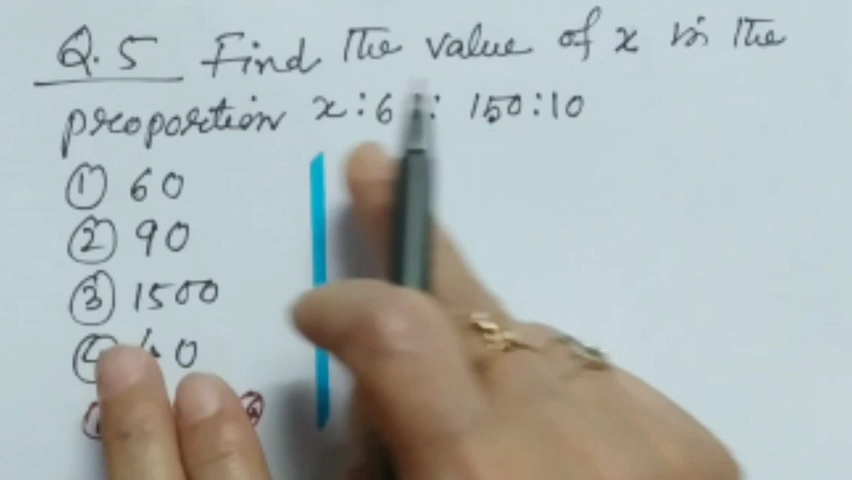 Q.5 Find the value of x in the
proportion x : 6 :: 150 : 10
① 60
② 90
③ 1500